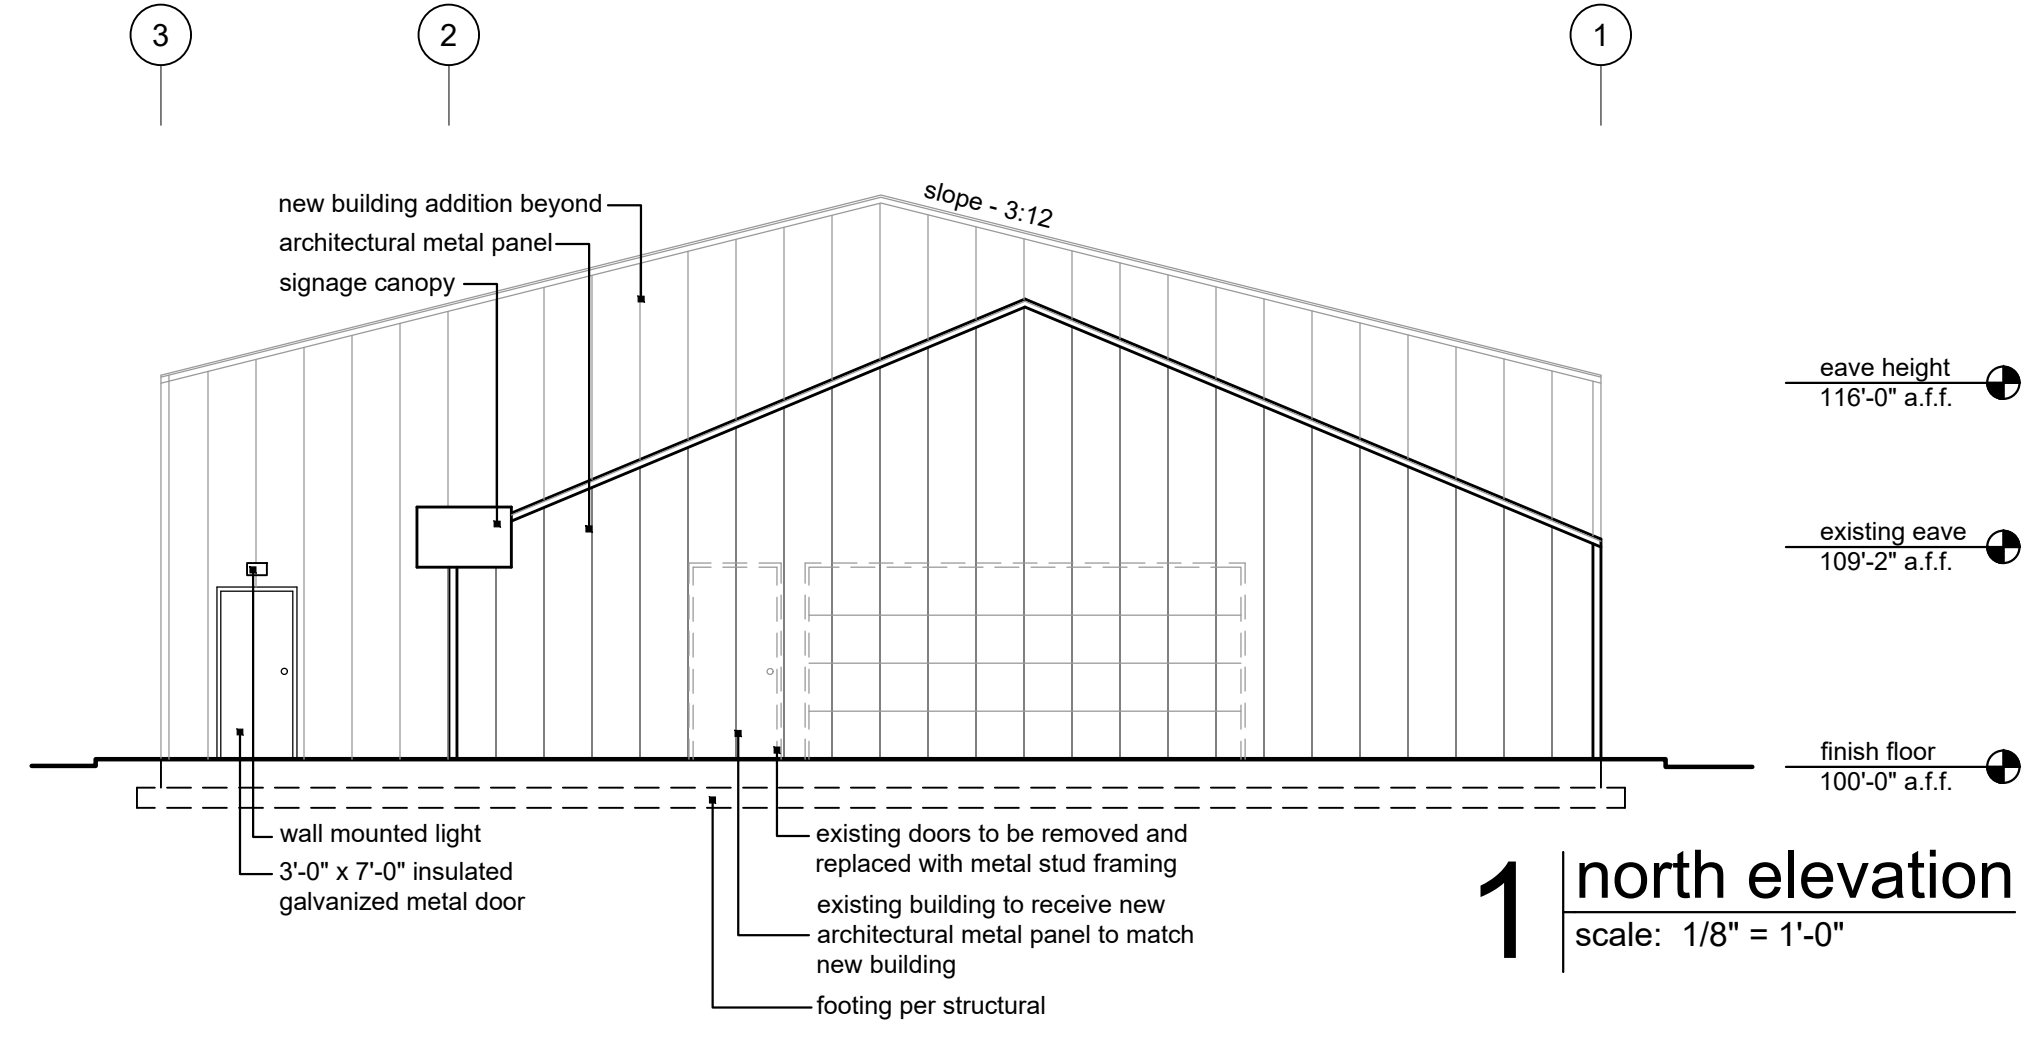 3
2
1
new building addition beyond
architectural metal panel
signage canopy
slope - 3:12
eave height
116'-0" a.f.f.
existing eave
109'-2" a.f.f.
finish floor
100'-0" a.f.f.
wall mounted light
3'-0" x 7'-0" insulated
galvanized metal door
existing doors to be removed and
replaced with metal stud framing
existing building to receive new
architectural metal panel to match
new building
footing per structural
1
north elevation
scale:  1/8" = 1'-0"